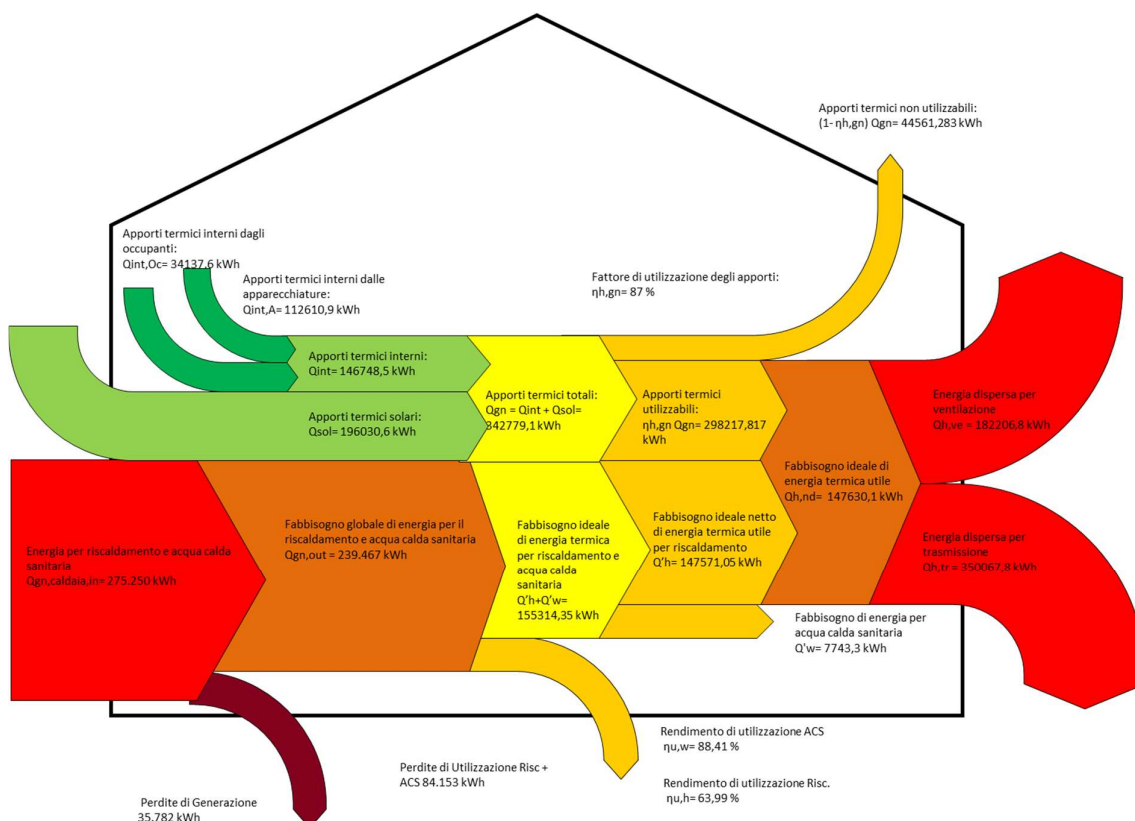 Apporti termici non utilizzabili:
(1- ηh,gn) Qgn= 44561,283 kWh
Apporti termici interni dagli
occupanti:
Qint,Oc= 34137,6 kWh
Apporti termici interni dalle
apparecchiature:
Qint,A= 112610,9 kWh
Fattore di utilizzazione degli apporti:
ηh,gn= 87 %
Apporti termici interni:
Qint= 146748,5 kWh
Apporti termici solari:
Qsol= 196030,6 kWh
Apporti termici totali:
Qgn = Qint + Qsol=
342779,1 kWh
Apporti termici
utilizzabili:
ηh,gn Qgn= 298217,817
kWh
Energia dispersa per
ventilazione
Qh,ve = 182206,8 kWh
Fabbisogno ideale di
energia termica utile
Qh,nd= 147630,1 kWh
Energia per riscaldamento e acqua calda
sanitaria
Qgn,caldaia,in= 275.250 kWh
Fabbisogno globale di energia per il
riscaldamento e acqua calda sanitaria
Qgn,out = 239.467 kWh
Fabbisogno ideale
di energia termica
per riscaldamento e
acqua calda
sanitaria
Q’h+Q’w=
155314,35 kWh
Fabbisogno ideale netto
di energia termica utile
per riscaldamento
Q’h= 147571,05 kWh
Energia dispersa per
trasmissione
Qh,tr = 350067,8 kWh
Fabbisogno di energia per
acqua calda sanitaria
Q'w= 7743,3 kWh
Rendimento di utilizzazione ACS
ηu,w= 88,41 %
Perdite di Utilizzazione Risc +
ACS 84.153 kWh
Rendimento di utilizzazione Risc.
ηu,h= 63,99 %
Perdite di Generazione
35.782 kWh